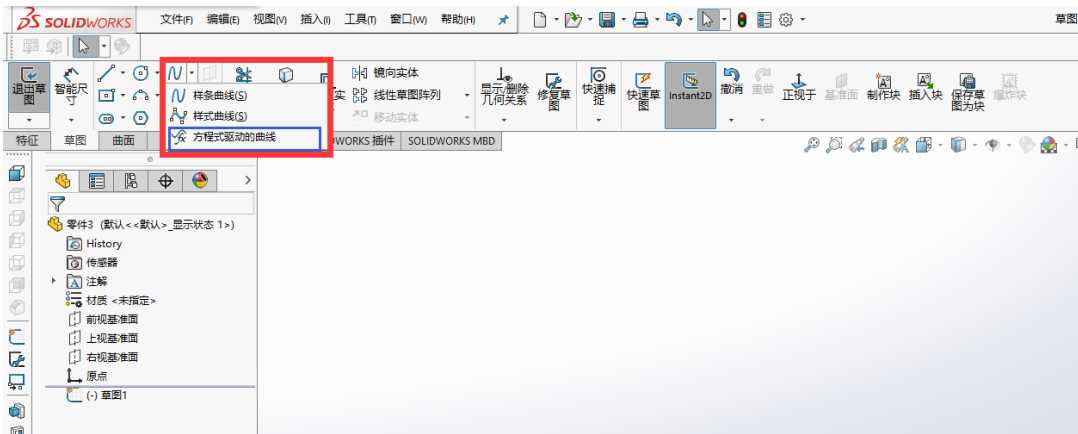 SOLIDWORKS 文件(F) 编辑(E) 视图(V) 插入(I) 工具(T) 窗口(W) 帮助(H) 草图
退出草图 智能尺寸 镜向实体 线性草图阵列 移动实体 显示/删除几何关系 修复草图 快速捕捉 快速草图 Instant2D 撤消 重做 正视于 基准面 制作块 插入块 保存草图为块 爆炸块
样条曲线(S)
样式曲线(S)
方程式驱动的曲线
特征 草图 曲面 WORKS 插件 SOLIDWORKS MBD
零件3 (默认<<默认>_显示状态 1>)
History
传感器
注解
材质 <未指定>
前视基准面
上视基准面
右视基准面
原点
(-) 草图1